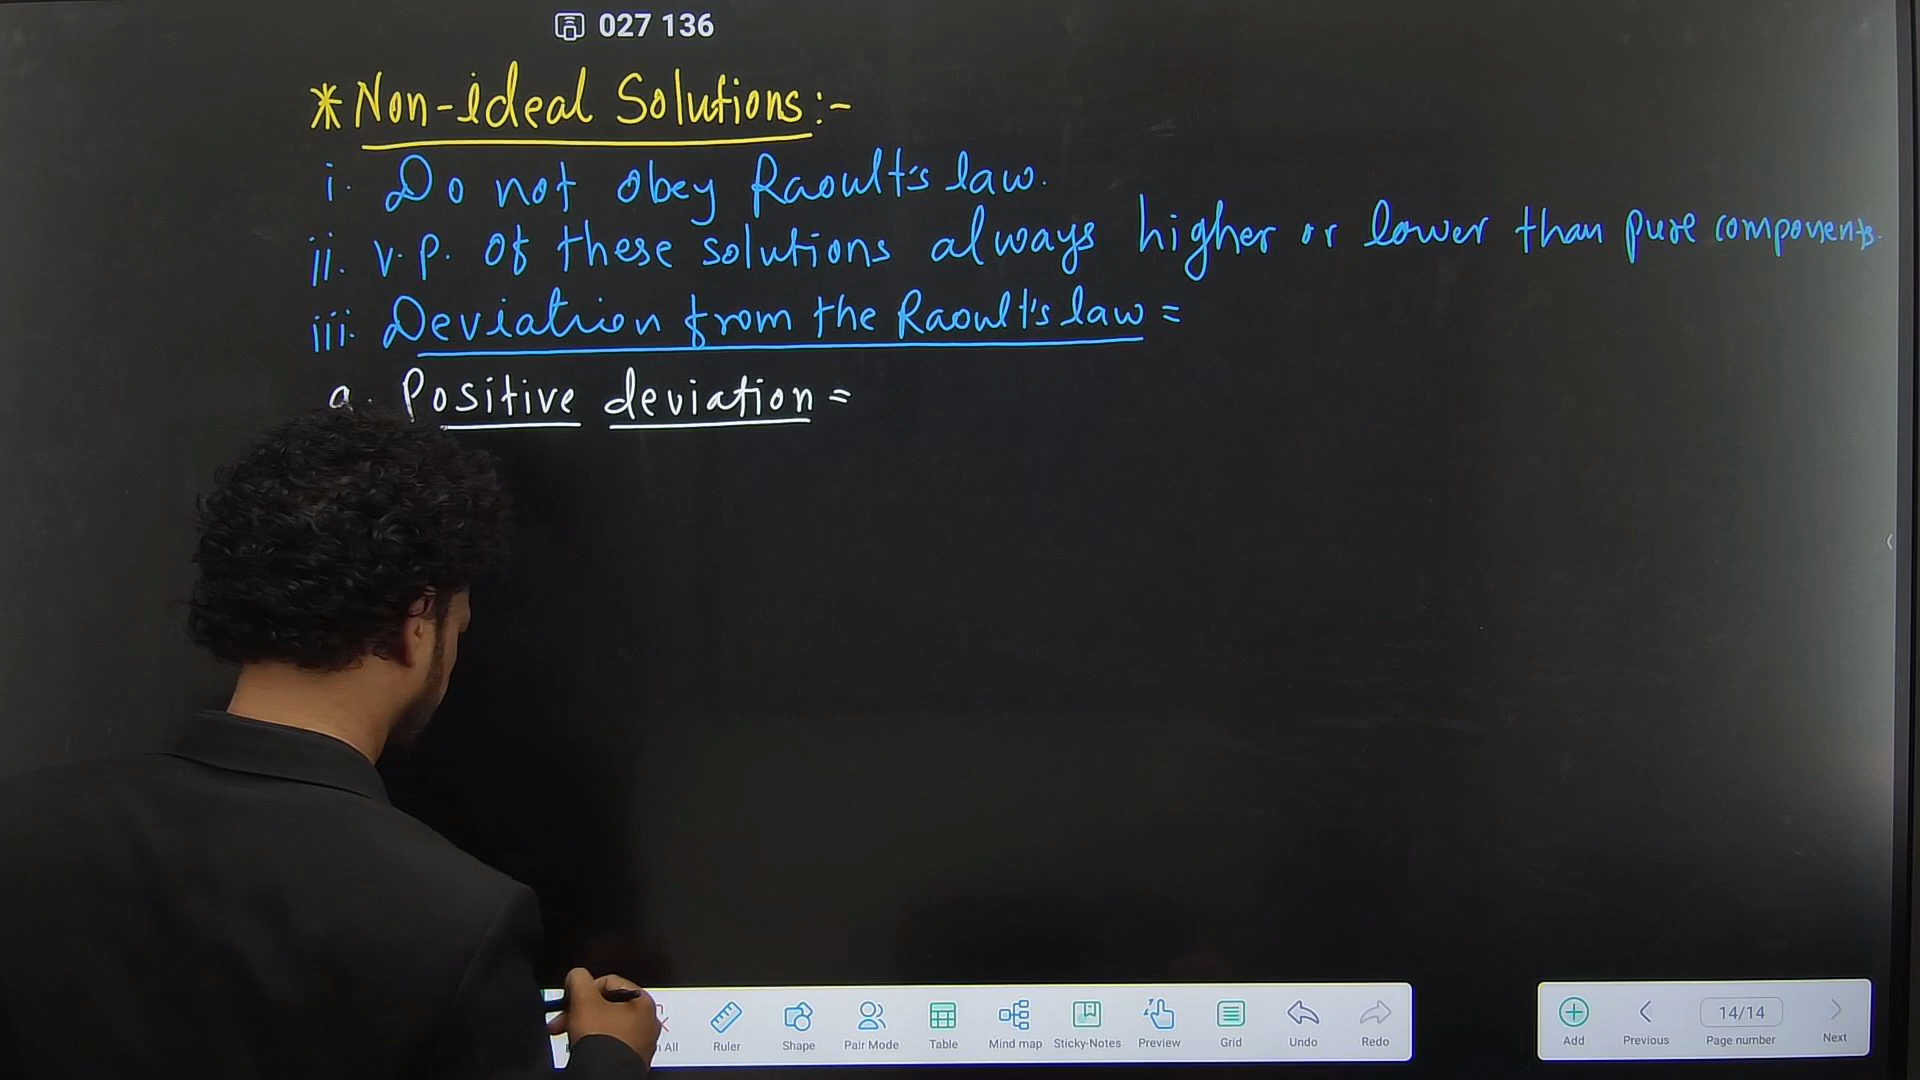 027 136
* Non-ideal Solutions:-
i. Do not obey Raoult's law.
ii. v.p. of these solutions always higher or lower than pure components.
iii. Deviation from the Raoult's law =
a. Positive deviation =
All Ruler Shape Pair Mode Table Mind map Sticky-Notes Preview Grid Undo Redo
14/14
Add Previous Page number Next